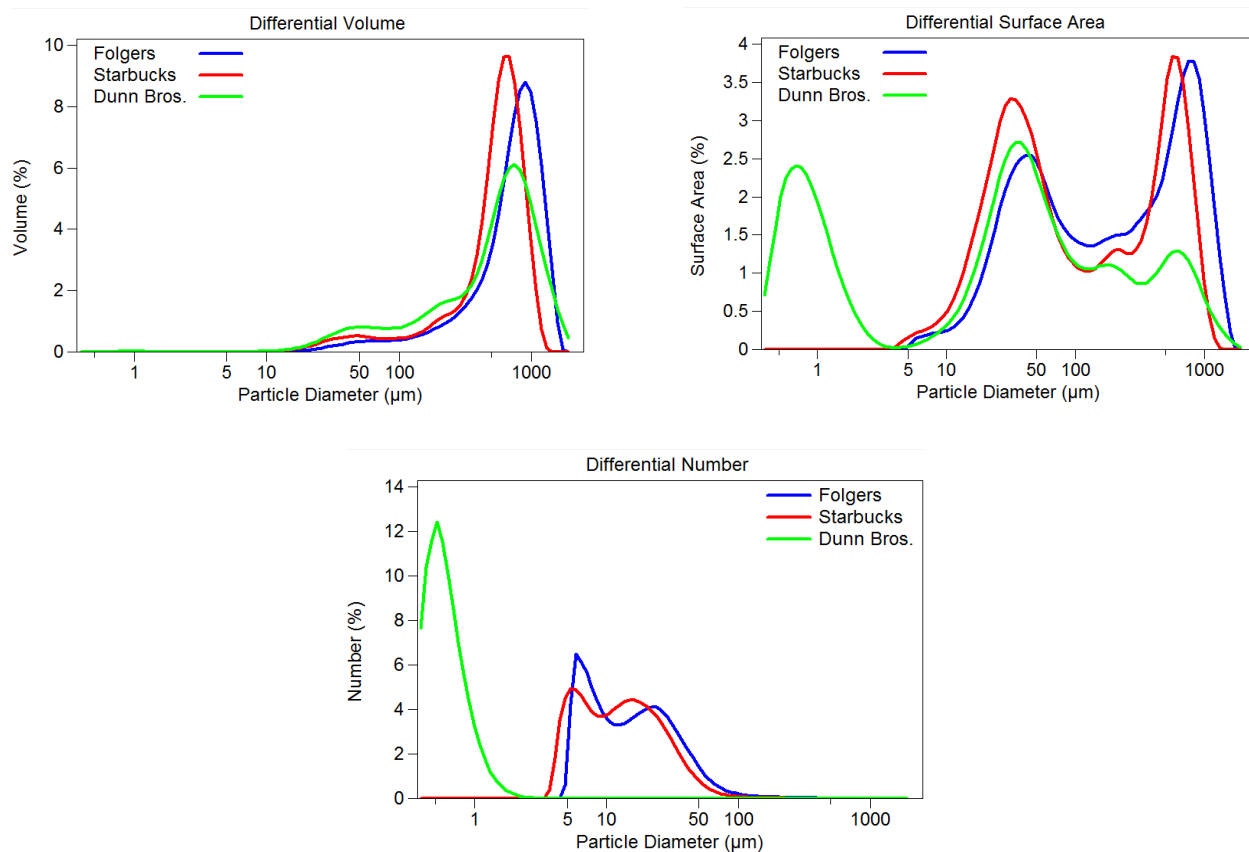 Differential Volume
Folgers
Starbucks
Dunn Bros.
10
8
6
4
2
0
Volume (%)
1 5 10 50 100 1000
Particle Diameter (µm)
Differential Surface Area
Folgers
Starbucks
Dunn Bros.
4
3.5
3
2.5
2
1.5
1
0.5
0
Surface Area (%)
1 5 10 50 100 1000
Particle Diameter (µm)
Differential Number
Folgers
Starbucks
Dunn Bros.
14
12
10
8
6
4
2
0
Number (%)
1 5 10 50 100 1000
Particle Diameter (µm)